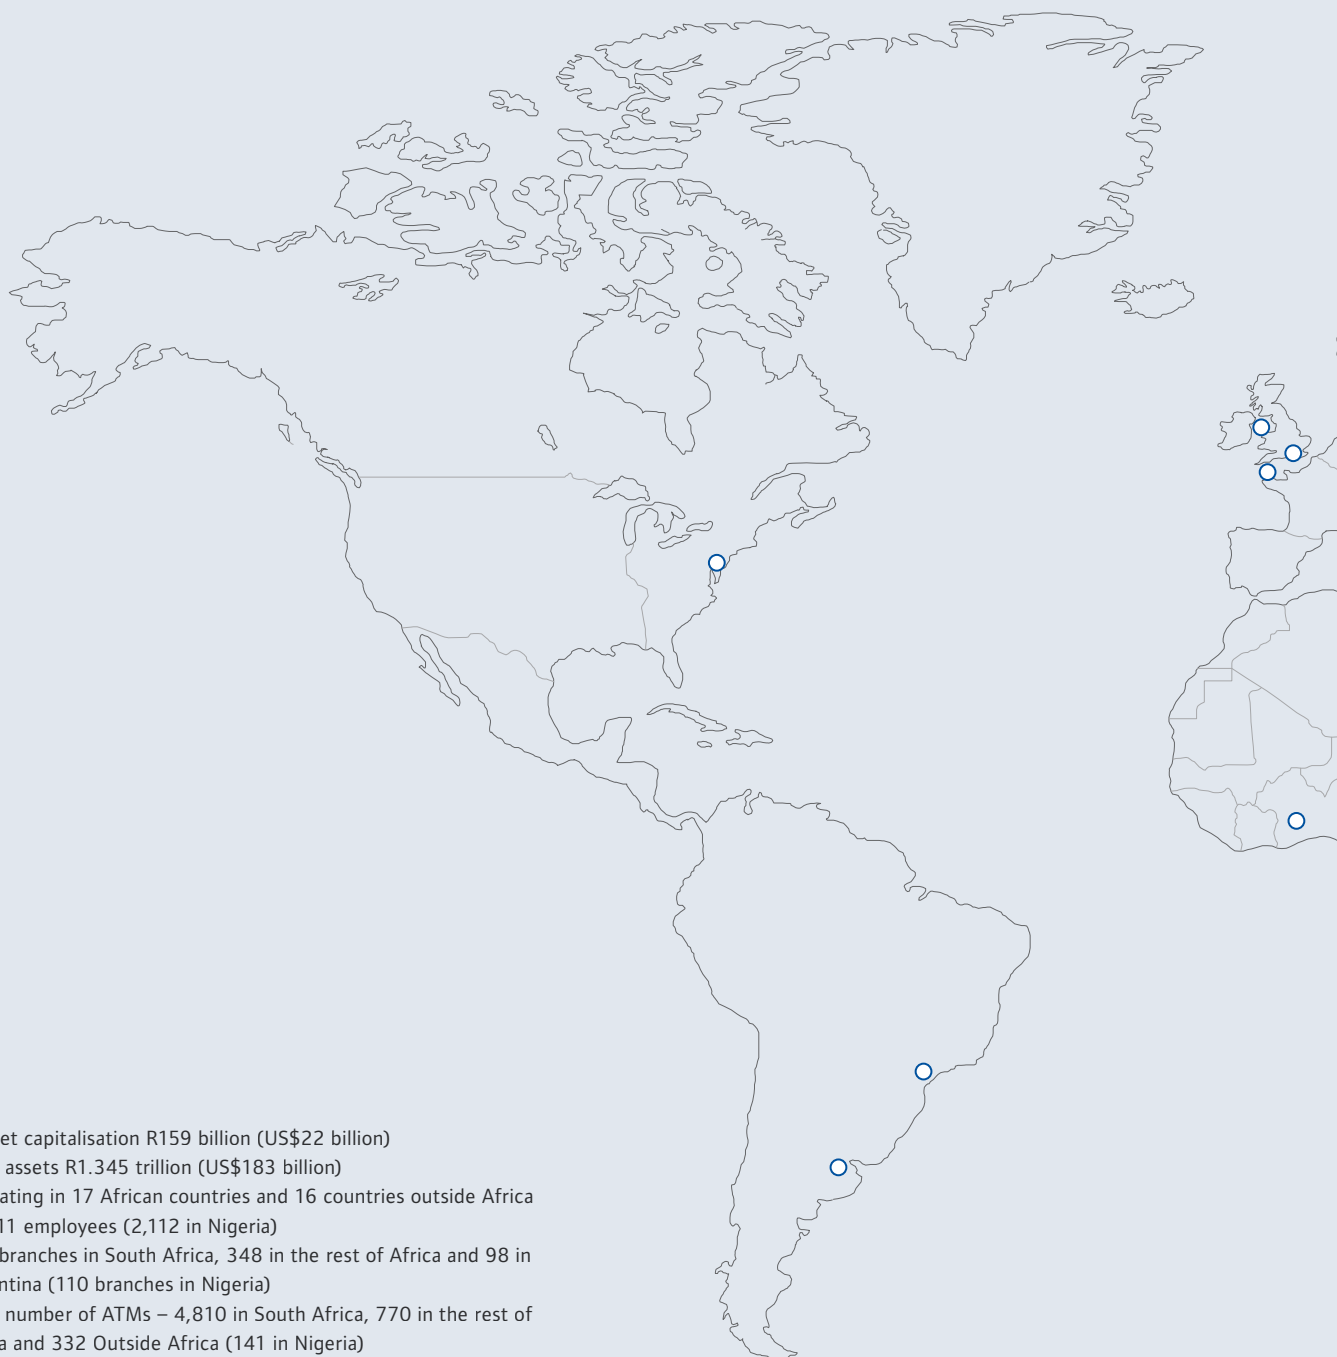 et capitalisation R159 billion (US$22 billion)
assets R1.345 trillion (US$183 billion)
ating in 17 African countries and 16 countries outside Africa
11 employees (2,112 in Nigeria)
branches in South Africa, 348 in the rest of Africa and 98 in
ntina (110 branches in Nigeria)
number of ATMs – 4,810 in South Africa, 770 in the rest of
a and 332 Outside Africa (141 in Nigeria)